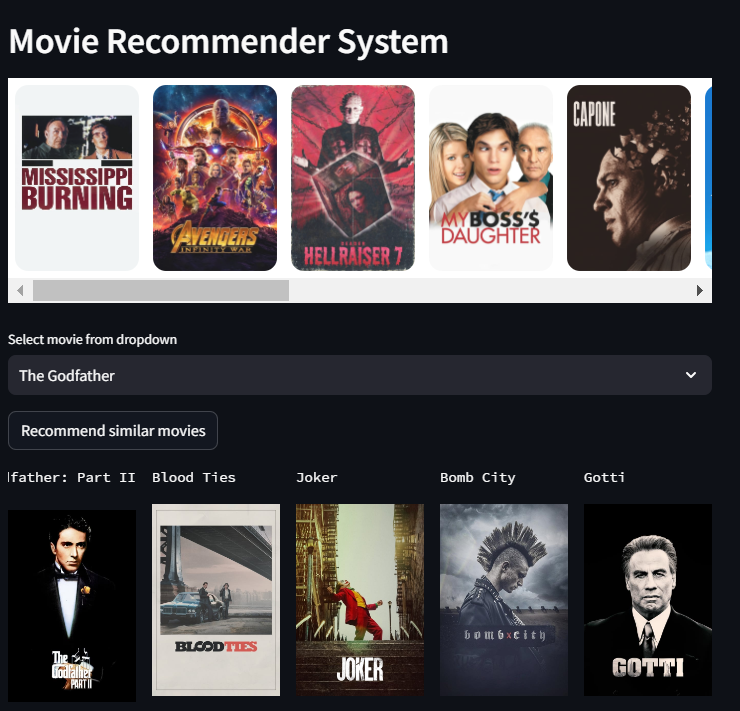 Movie Recommender System
MISSISSIPPI
BURNING
AVENGERS
INFINITY WAR
HELLRAISER 7
MY BOSS'$
DAUGHTER
CAPONE
Select movie from dropdown
The Godfather
Recommend similar movies
lfather: Part II
Blood Ties
Joker
Bomb City
Gotti
The
Godfather
PART II
BLOOD TIES
JOKER
bomb city
GOTTI